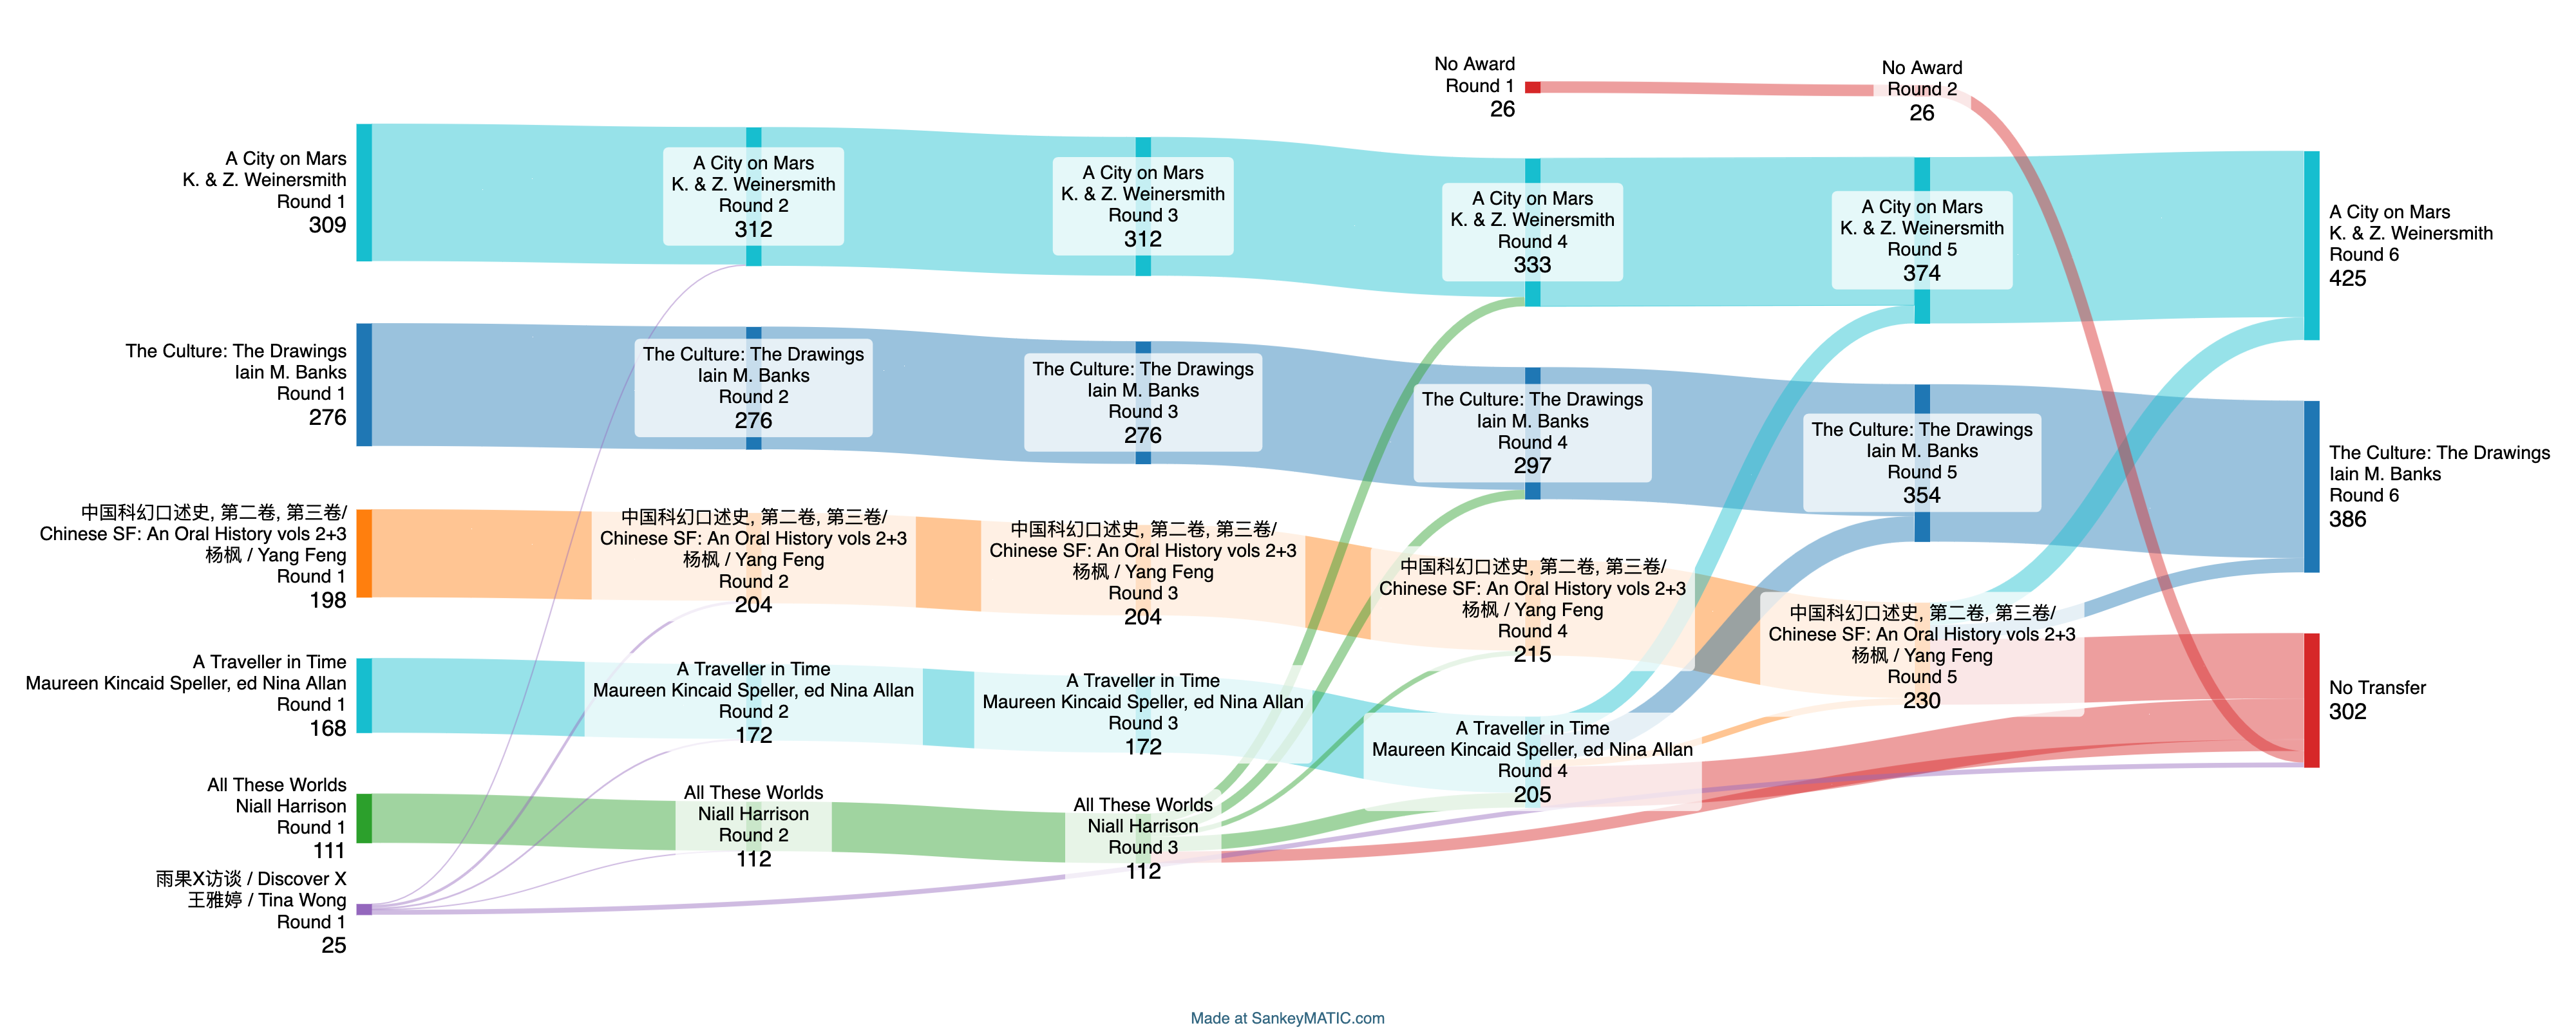 No Award
Round 1
26
No Award
Round 2
26
A City on Mars
K. & Z. Weinersmith
Round 1
309
A City on Mars
K. & Z. Weinersmith
Round 2
312
A City on Mars
K. & Z. Weinersmith
Round 3
312
A City on Mars
K. & Z. Weinersmith
Round 4
333
A City on Mars
K. & Z. Weinersmith
Round 5
374
A City on Mars
K. & Z. Weinersmith
Round 6
425
The Culture: The Drawings
Iain M. Banks
Round 1
276
The Culture: The Drawings
Iain M. Banks
Round 2
276
The Culture: The Drawings
Iain M. Banks
Round 3
276
The Culture: The Drawings
Iain M. Banks
Round 4
297
The Culture: The Drawings
Iain M. Banks
Round 5
354
The Culture: The Drawings
Iain M. Banks
Round 6
386
中国科幻口述史, 第二卷, 第三卷/
Chinese SF: An Oral History vols 2+3
杨枫 / Yang Feng
Round 1
198
中国科幻口述史, 第二卷, 第三卷/
Chinese SF: An Oral History vols 2+3
杨枫 / Yang Feng
Round 2
204
中国科幻口述史, 第二卷, 第三卷/
Chinese SF: An Oral History vols 2+3
杨枫 / Yang Feng
Round 3
204
中国科幻口述史, 第二卷, 第三卷/
Chinese SF: An Oral History vols 2+3
杨枫 / Yang Feng
Round 4
215
中国科幻口述史, 第二卷, 第三卷/
Chinese SF: An Oral History vols 2+3
杨枫 / Yang Feng
Round 5
230
No Transfer
302
A Traveller in Time
Maureen Kincaid Speller, ed Nina Allan
Round 1
168
A Traveller in Time
Maureen Kincaid Speller, ed Nina Allan
Round 2
172
A Traveller in Time
Maureen Kincaid Speller, ed Nina Allan
Round 3
172
A Traveller in Time
Maureen Kincaid Speller, ed Nina Allan
Round 4
205
All These Worlds
Niall Harrison
Round 1
111
All These Worlds
Niall Harrison
Round 2
112
All These Worlds
Niall Harrison
Round 3
112
雨果X访谈 / Discover X
王雅婷 / Tina Wong
Round 1
25
Made at SankeyMATIC.com